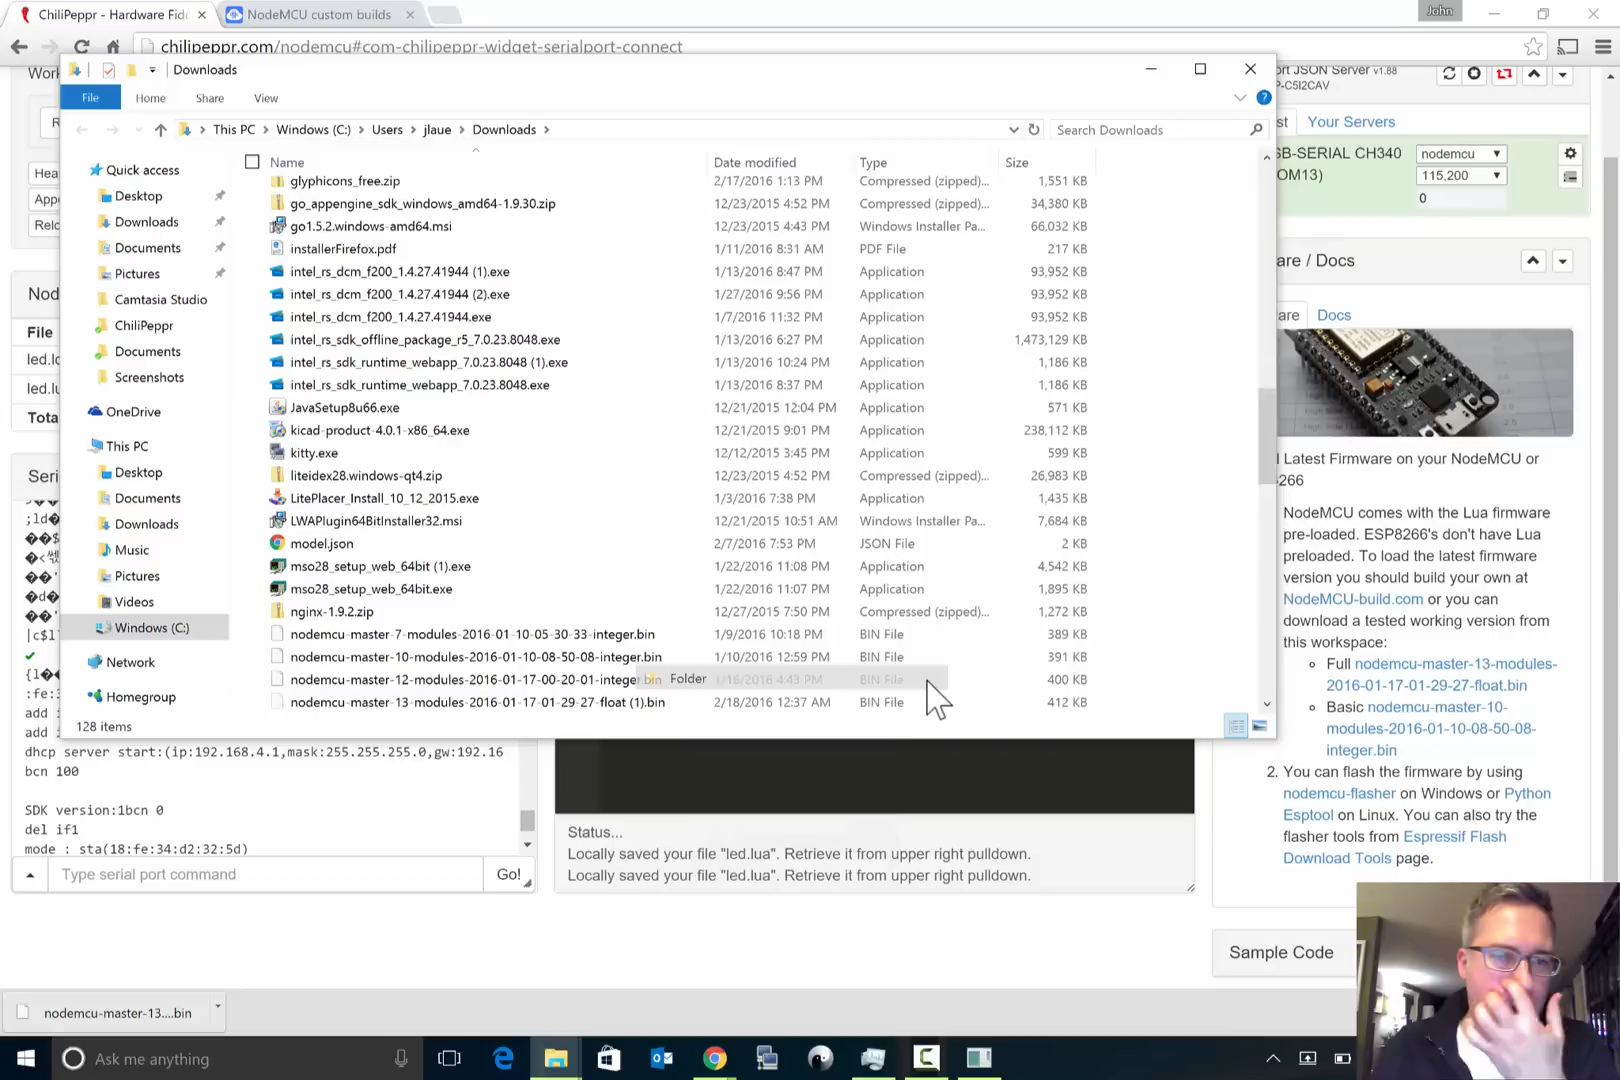 ChiliPeppr - Hardware Fid
NodeMCU custom builds
John
chilipeppr.com/nodemcu#com-chilipeppr-widget-serialport-connect
Downloads
File
Home
Share
View
This PC
Windows (C:)
Users
jlaue
Downloads
Search Downloads
Name
Date modified
Type
Size
glyphicons_free.zip 2/17/2016 1:13 PM Compressed (zipped)... 1,551 KB
go_appengine_sdk_windows_amd64-1.9.30.zip 12/23/2015 4:52 PM Compressed (zipped)... 34,380 KB
go1.5.2.windows-amd64.msi 12/23/2015 4:43 PM Windows Installer Pa... 66,032 KB
installerFirefox.pdf 1/11/2016 8:31 AM PDF File 217 KB
intel_rs_dcm_f200_1.4.27.41944 (1).exe 1/13/2016 8:47 PM Application 93,952 KB
intel_rs_dcm_f200_1.4.27.41944 (2).exe 1/27/2016 9:56 PM Application 93,952 KB
intel_rs_dcm_f200_1.4.27.41944.exe 1/7/2016 11:32 PM Application 93,952 KB
intel_rs_sdk_offline_package_r5_7.0.23.8048.exe 1/13/2016 6:27 PM Application 1,473,129 KB
intel_rs_sdk_runtime_webapp_7.0.23.8048 (1).exe 1/13/2016 10:24 PM Application 1,186 KB
intel_rs_sdk_runtime_webapp_7.0.23.8048.exe 1/13/2016 8:37 PM Application 1,186 KB
JavaSetup8u66.exe 12/21/2015 12:04 PM Application 571 KB
kicad-product-4.0.1-x86_64.exe 12/21/2015 9:01 PM Application 238,112 KB
kitty.exe 12/12/2015 3:45 PM Application 599 KB
liteidex28.windows-qt4.zip 12/23/2015 4:52 PM Compressed (zipped)... 26,983 KB
LitePlacer_Install_10_12_2015.exe 1/3/2016 7:38 PM Application 1,435 KB
LWAPlugin64BitInstaller32.msi 12/21/2015 10:51 AM Windows Installer Pa... 7,684 KB
model.json 2/7/2016 7:53 PM JSON File 2 KB
mso28_setup_web_64bit (1).exe 1/22/2016 11:08 PM Application 4,542 KB
mso28_setup_web_64bit.exe 1/22/2016 11:07 PM Application 1,895 KB
nginx-1.9.2.zip 12/27/2015 7:50 PM Compressed (zipped)... 1,272 KB
nodemcu-master-7-modules-2016-01-10-05-30-33-integer.bin 1/9/2016 10:18 PM BIN File 389 KB
nodemcu-master-10-modules-2016-01-10-08-50-08-integer.bin 1/10/2016 12:59 PM BIN File 391 KB
nodemcu-master-12-modules-2016-01-17-00-20-01-integer.bin 1/16/2016 4:43 PM BIN File 400 KB
Folder
nodemcu-master-13-modules-2016-01-17-01-29-27-float (1).bin 2/18/2016 12:37 AM BIN File 412 KB
Quick access
Desktop
Downloads
Documents
Pictures
Camtasia Studio
ChiliPeppr
Documents
Screenshots
OneDrive
This PC
Desktop
Documents
Downloads
Music
Pictures
Videos
Windows (C:)
Network
Homegroup
128 items
Work
Hea
App
Relo
Nod
File
led.l
led.lu
Tota
Seri
;ld
add i
add i
dhcp server start:(ip:192.168.4.1,mask:255.255.255.0,gw:192.16
bcn 100
SDK version:1bcn 0
del if1
mode : sta(18:fe:34:d2:32:5d)
Type serial port command
Go!
Status...
Locally saved your file "led.lua". Retrieve it from upper right pulldown.
Locally saved your file "led.lua". Retrieve it from upper right pulldown.
ort JSON Server v1.88
P-C5I2CAV
st
Your Servers
SB-SERIAL CH340
OM13)
nodemcu
115,200
0
are / Docs
are
Docs
l Latest Firmware on your NodeMCU or
266
NodeMCU comes with the Lua firmware
pre-loaded. ESP8266's don't have Lua
preloaded. To load the latest firmware
version you should build your own at
NodeMCU-build.com or you can
download a tested working version from
this workspace:
Full nodemcu-master-13-modules-
2016-01-17-01-29-27-float.bin
Basic nodemcu-master-10-
modules-2016-01-10-08-50-08-
integer.bin
2. You can flash the firmware by using
nodemcu-flasher on Windows or Python
Esptool on Linux. You can also try the
flasher tools from Espressif Flash
Download Tools page.
Sample Code
nodemcu-master-13....bin
Ask me anything